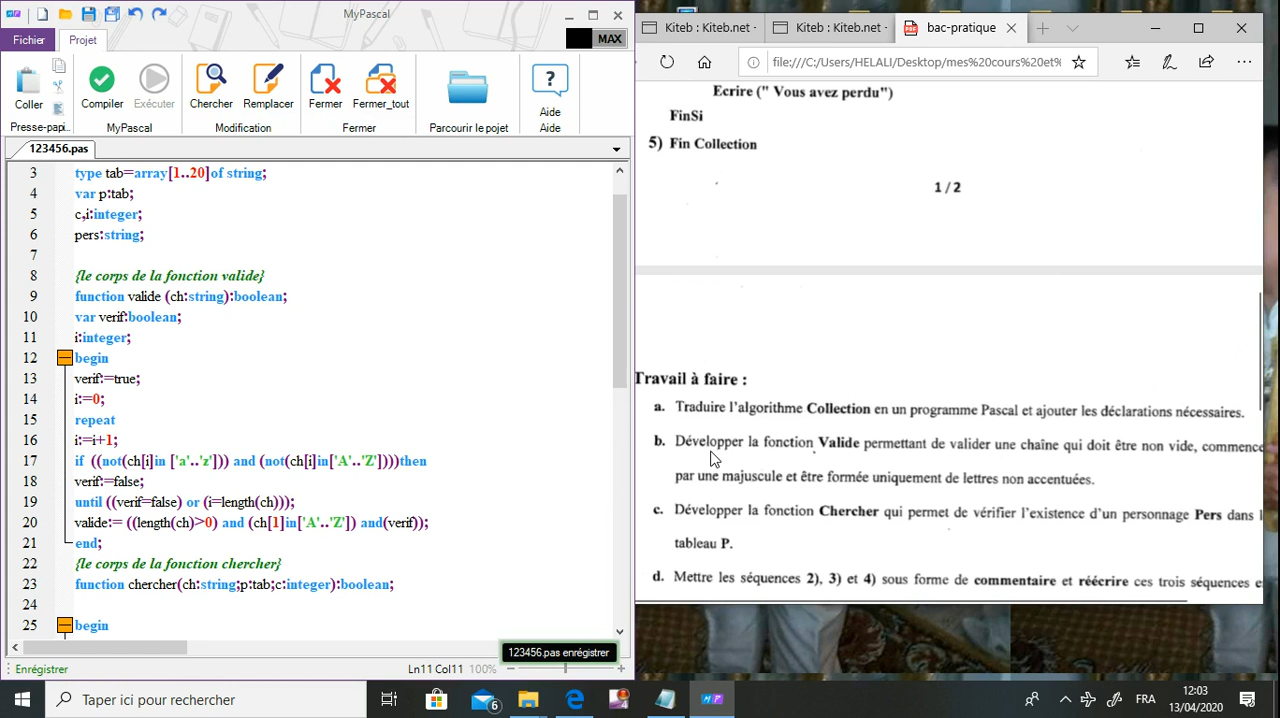 MyPascal
MAX
Fichier
Projet
Coller
Compiler
Exécuter
Chercher
Remplacer
Fermer
Fermer_tout
Parcourir le pojet
Aide
Presse-papi..
MyPascal
Modification
Fermer
Aide
123456.pas
3 type tab=array[1..20]of string;
4 var p:tab;
5 c,i:integer;
6 pers:string;
7
8 {le corps de la fonction valide}
9 function valide (ch:string):boolean;
10 var verif:boolean;
11 i:integer;
12 begin
13 verif:=true;
14 i:=0;
15 repeat
16 i:=i+1;
17 if ((not(ch[i]in ['a'..'z'])) and (not(ch[i]in['A'..'Z'])))then
18 verif:=false;
19 until ((verif=false) or (i=length(ch)));
20 valide:= ((length(ch)>0) and (ch[1]in['A'..'Z']) and(verif));
21 end;
22 {le corps de la fonction chercher}
23 function chercher(ch:string;p:tab;c:integer):boolean;
24
25 begin
123456.pas enrégistrer
Enrégistrer
Ln11 Col11 100%
Kiteb : Kiteb.net -
Kiteb : Kiteb.net -
bac-pratique
file:///C:/Users/HELALI/Desktop/mes%20cours%20et%
Ecrire (" Vous avez perdu")
FinSi
5) Fin Collection
1 / 2
Travail à faire :
a. Traduire l'algorithme Collection en un programme Pascal et ajouter les déclarations nécessaires.
b. Développer la fonction Valide permettant de valider une chaîne qui doit être non vide, commence
par une majuscule et être formée uniquement de lettres non accentuées.
c. Développer la fonction Chercher qui permet de vérifier l'existence d'un personnage Pers dans l
tableau P.
d. Mettre les séquences 2), 3) et 4) sous forme de commentaire et réécrire ces trois séquences e
Taper ici pour rechercher
6
4
FRA
12:03
13/04/2020